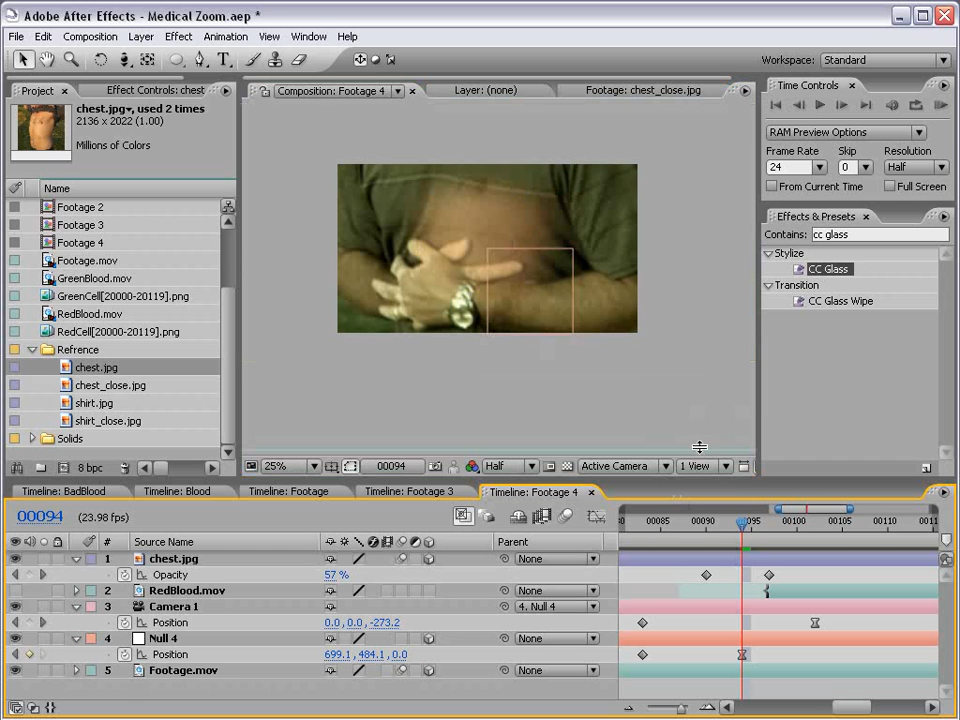 Adobe After Effects - Medical Zoom.aep *
File Edit Composition Layer Effect Animation View Window Help
Workspace: Standard
Project Effect Controls: chest
chest.jpg, used 2 times
2136 x 2022 (1.00)
Millions of Colors
Name
Footage 2
Footage 3
Footage 4
Footage.mov
GreenBlood.mov
GreenCell[20000-20119].png
RedBlood.mov
RedCell[20000-20119].png
Refrence
chest.jpg
chest_close.jpg
shirt.jpg
shirt_close.jpg
Solids
8 bpc
Composition: Footage 4 Layer: (none) Footage: chest_close.jpg
25% 00094 Half Active Camera 1 View
Time Controls
RAM Preview Options
Frame Rate Skip Resolution
24 0 Half
From Current Time Full Screen
Effects & Presets
Contains: cc glass
Stylize
CC Glass
Transition
CC Glass Wipe
Timeline: BadBlood Timeline: Blood Timeline: Footage Timeline: Footage 3 Timeline: Footage 4
00094 (23.98 fps)
00085 00090 095 00100 00105 00110
# Source Name Parent
1 chest.jpg None
Opacity 57 %
2 RedBlood.mov None
3 Camera 1 4. Null 4
Position 0.0, 0.0, -273.2
4 Null 4 None
Position 699.1, 484.1, 0.0
5 Footage.mov None